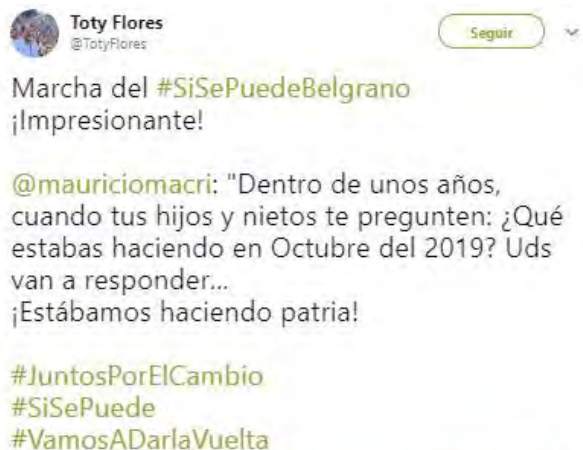 Toty Flores
@TotyFlores
Seguir
Marcha del #SiSePuedeBelgrano
¡Impresionante!
@mauriciomacri: "Dentro de unos años,
cuando tus hijos y nietos te pregunten: ¿Qué
estabas haciendo en Octubre del 2019? Uds
van a responder...
¡Estábamos haciendo patria!
#JuntosPorElCambio
#SiSePuede
#VamosADarlaVuelta